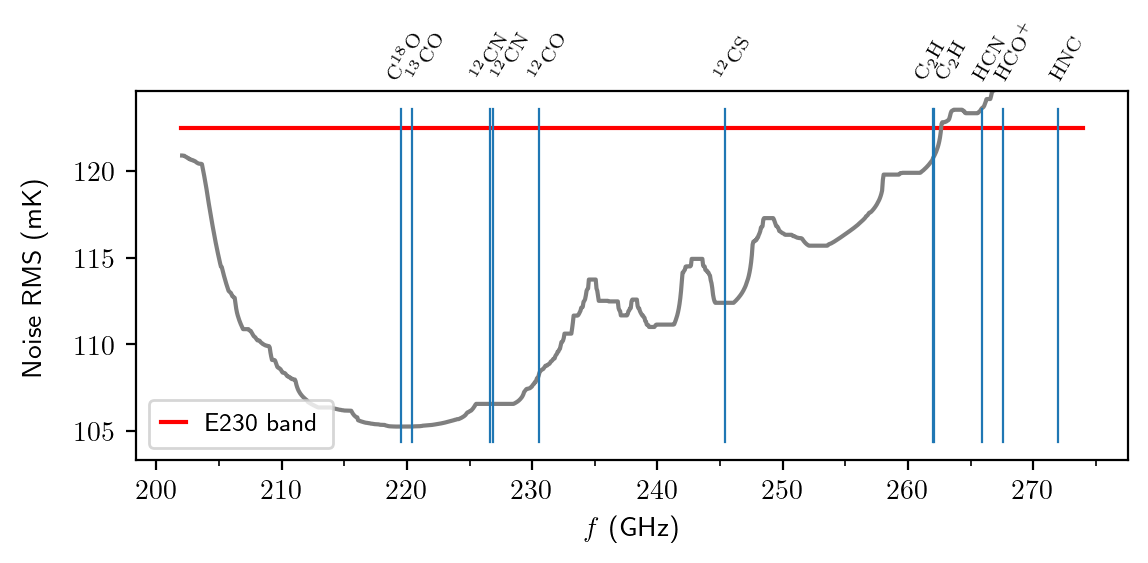 C¹⁸O ¹³CO ¹²CN ¹²CN ¹²CO ¹²CS C₂H C₂H HCN HCO⁺ HNC
Noise RMS (mK)
120
115
110
105
E230 band
200 210 220 230 240 250 260 270
f (GHz)